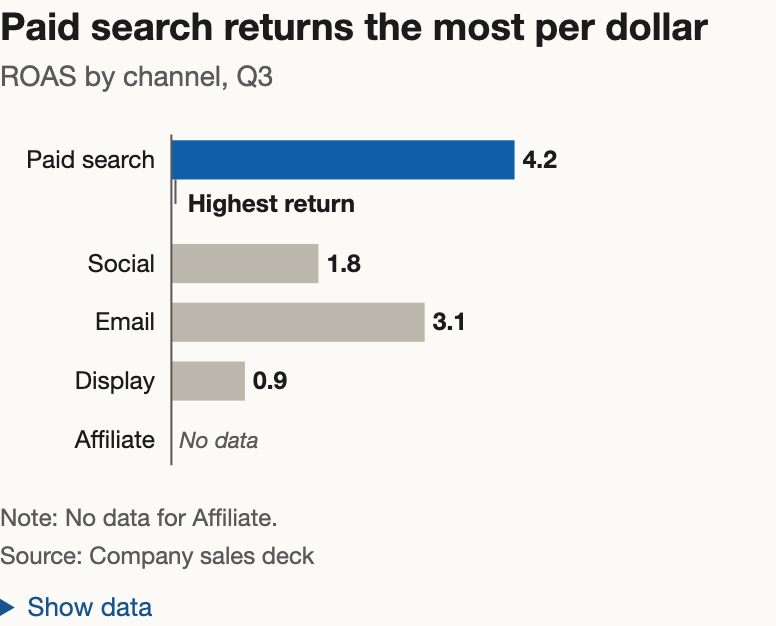 Paid search returns the most per dollar
ROAS by channel, Q3
Paid search 4.2
Highest return
Social 1.8
Email 3.1
Display 0.9
Affiliate No data
Note: No data for Affiliate.
Source: Company sales deck
Show data